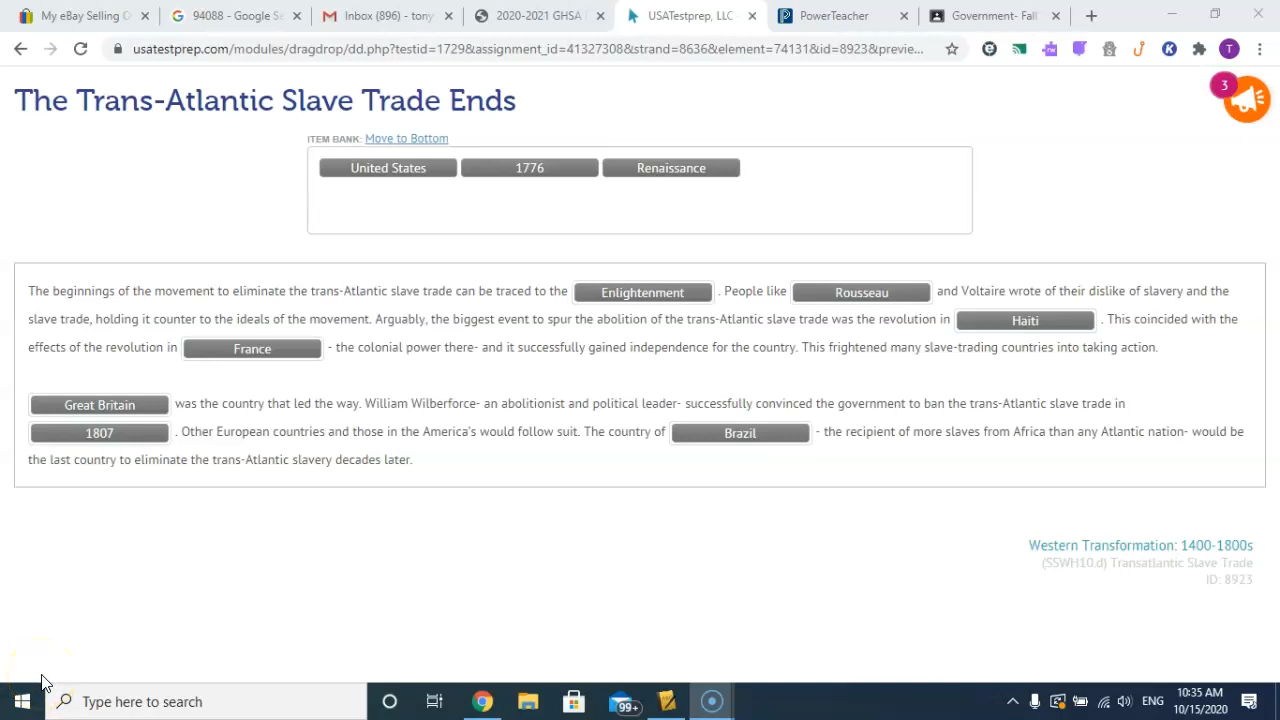 My eBay Selling O
94088 - Google Se
Inbox (896) - tony
2020-2021 GHSA H
USATestprep, LLC -
PowerTeacher
Government- Fall
usatestprep.com/modules/dragdrop/dd.php?testid=1729&assignment_id=41327308&strand=8636&element=74131&id=8923&previe...
T
The Trans-Atlantic Slave Trade Ends
3
ITEM BANK: Move to Bottom
United States 1776 Renaissance
The beginnings of the movement to eliminate the trans-Atlantic slave trade can be traced to the Enlightenment . People like Rousseau and Voltaire wrote of their dislike of slavery and the
slave trade, holding it counter to the ideals of the movement. Arguably, the biggest event to spur the abolition of the trans-Atlantic slave trade was the revolution in Haiti . This coincided with the
effects of the revolution in France - the colonial power there- and it successfully gained independence for the country. This frightened many slave-trading countries into taking action.
Great Britain was the country that led the way. William Wilberforce- an abolitionist and political leader- successfully convinced the government to ban the trans-Atlantic slave trade in
1807 . Other European countries and those in the America's would follow suit. The country of Brazil - the recipient of more slaves from Africa than any Atlantic nation- would be
the last country to eliminate the trans-Atlantic slavery decades later.
Western Transformation: 1400-1800s
(SSWH10.d) Transatlantic Slave Trade
ID: 8923
Type here to search
99+
ENG
10:35 AM
10/15/2020